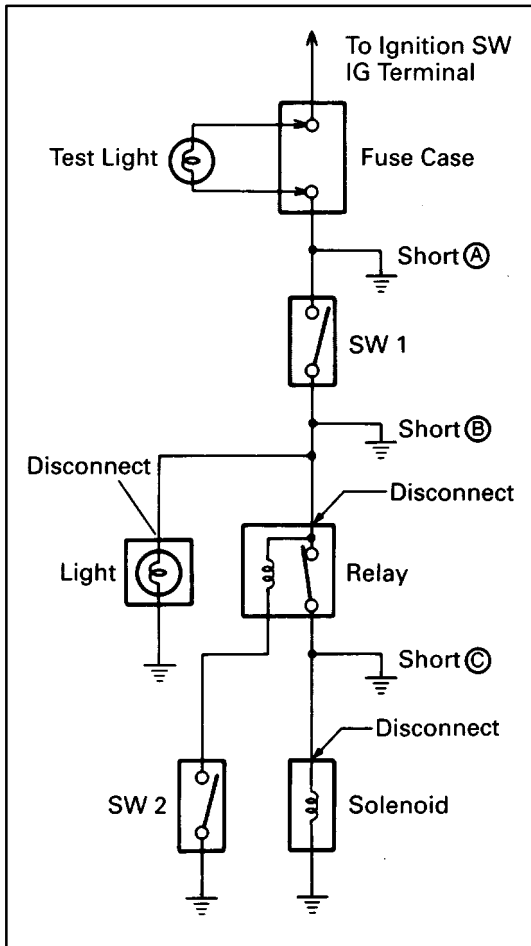 To Ignition SW
IG Terminal
Test Light
Fuse Case
Short Ⓐ
SW 1
Short Ⓑ
Disconnect
Disconnect
Light
Relay
Short Ⓒ
Disconnect
SW 2
Solenoid